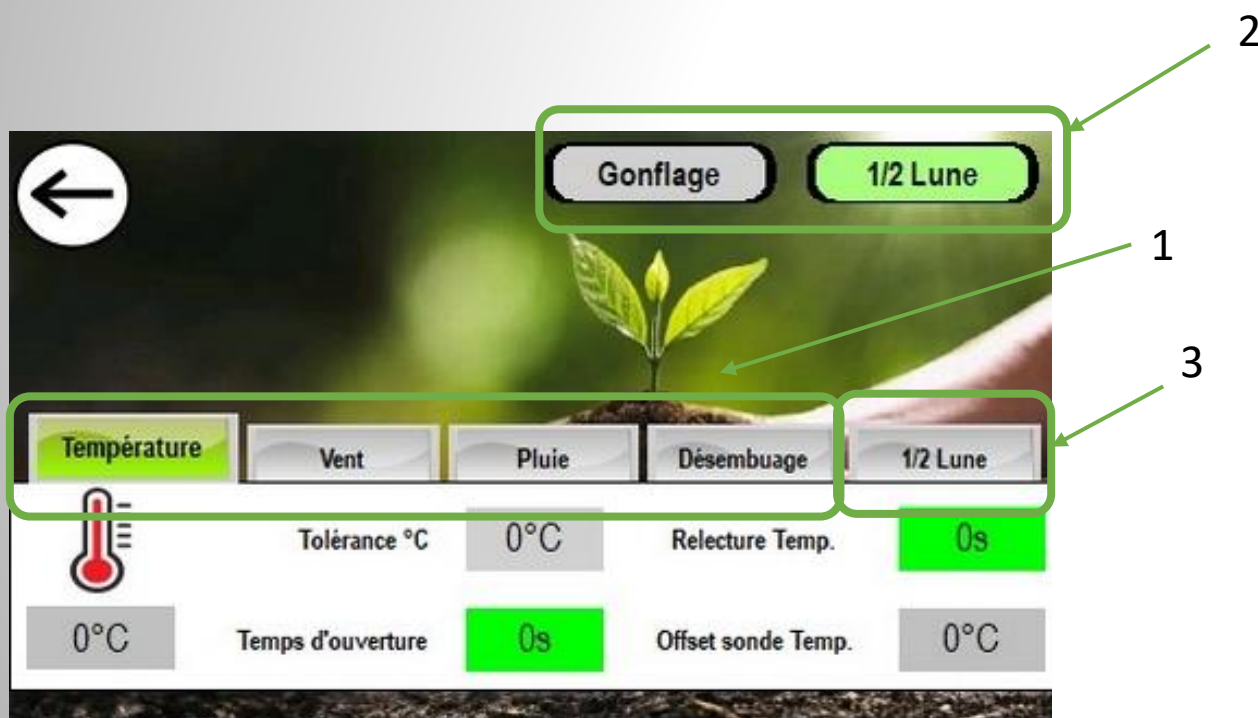 2
Gonflage 1/2 Lune
1
3
Température Vent Pluie Désembuage 1/2 Lune
Tolérance °C 0°C Relecture Temp. 0s
0°C Temps d'ouverture 0s Offset sonde Temp. 0°C